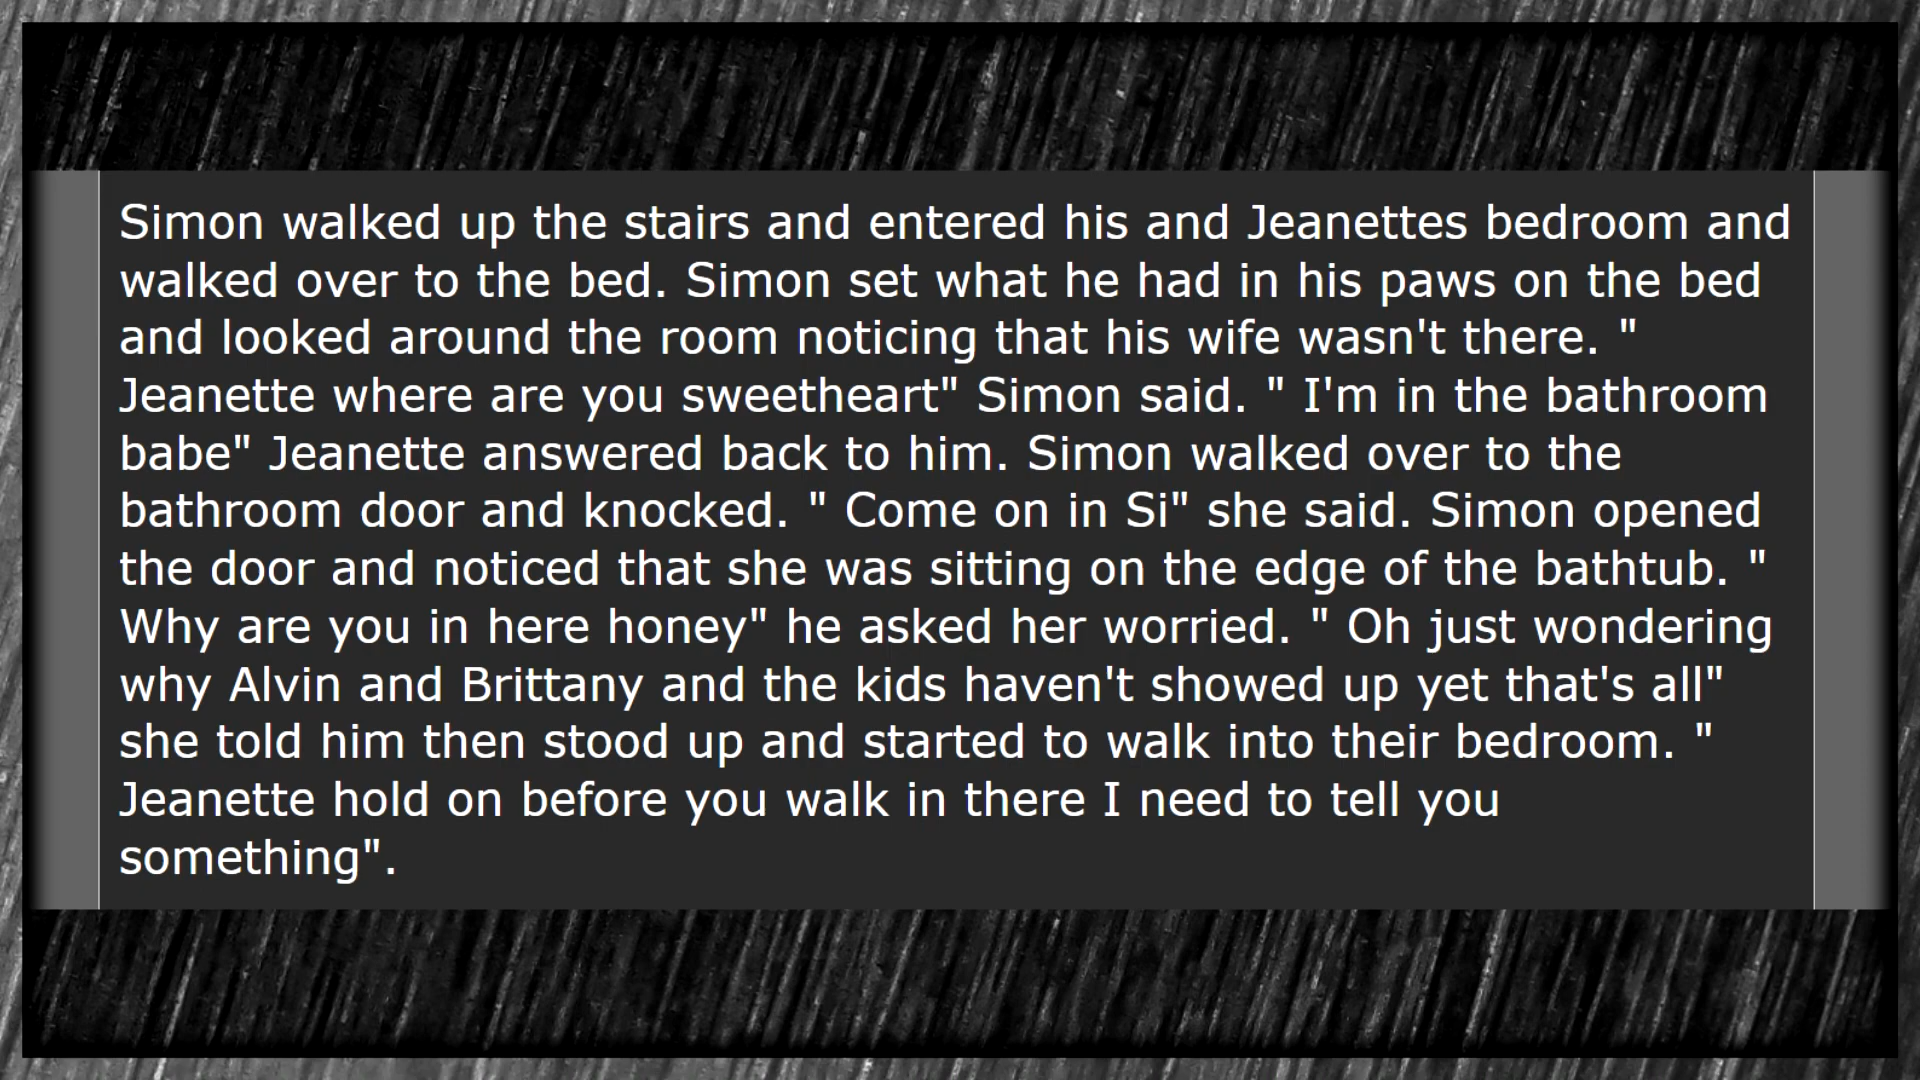 Simon walked up the stairs and entered his and Jeanettes bedroom and
walked over to the bed. Simon set what he had in his paws on the bed
and looked around the room noticing that his wife wasn't there. "
Jeanette where are you sweetheart" Simon said. " I'm in the bathroom
babe" Jeanette answered back to him. Simon walked over to the
bathroom door and knocked. " Come on in Si" she said. Simon opened
the door and noticed that she was sitting on the edge of the bathtub. "
Why are you in here honey" he asked her worried. " Oh just wondering
why Alvin and Brittany and the kids haven't showed up yet that's all"
she told him then stood up and started to walk into their bedroom. "
Jeanette hold on before you walk in there I need to tell you
something".